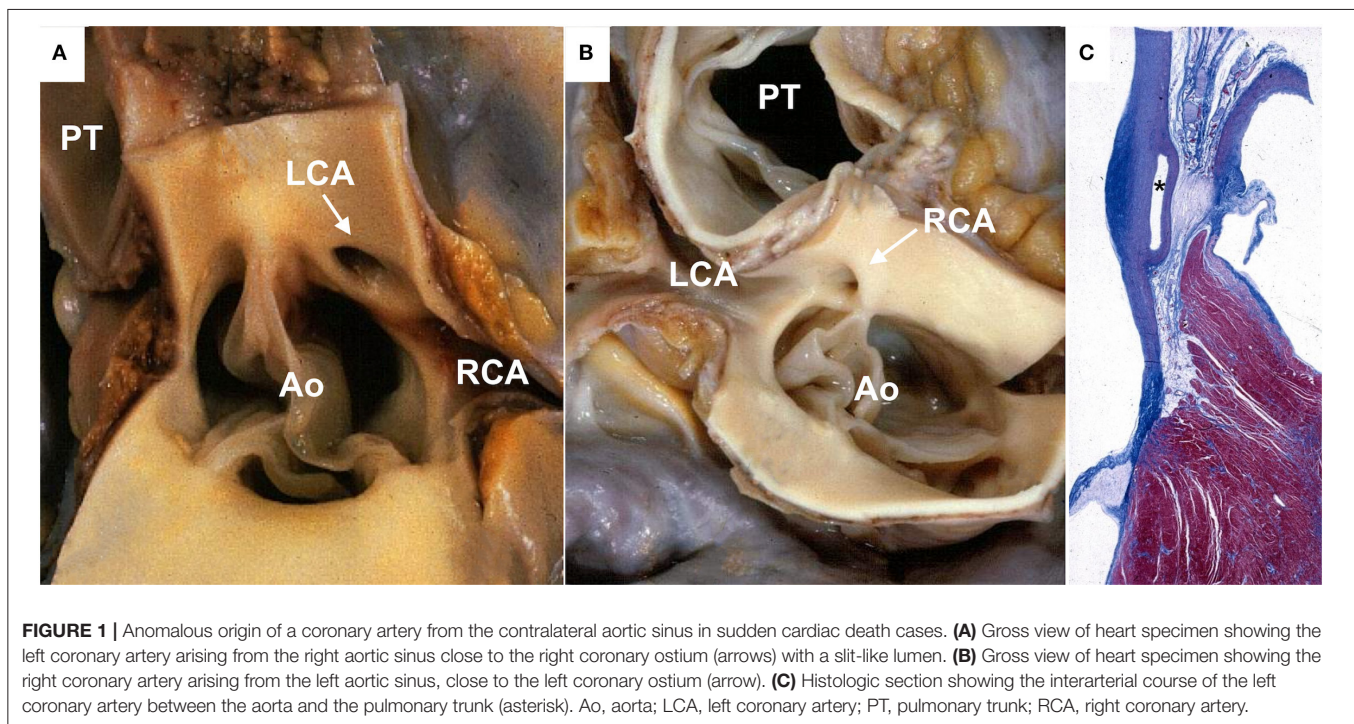 A
PT
LCA
Ao
RCA
B
PT
RCA
LCA
Ao
C
*
FIGURE 1 | Anomalous origin of a coronary artery from the contralateral aortic sinus in sudden cardiac death cases. (A) Gross view of heart specimen showing the
left coronary artery arising from the right aortic sinus close to the right coronary ostium (arrows) with a slit-like lumen. (B) Gross view of heart specimen showing the
right coronary artery arising from the left aortic sinus, close to the left coronary ostium (arrow). (C) Histologic section showing the interarterial course of the left
coronary artery between the aorta and the pulmonary trunk (asterisk). Ao, aorta; LCA, left coronary artery; PT, pulmonary trunk; RCA, right coronary artery.